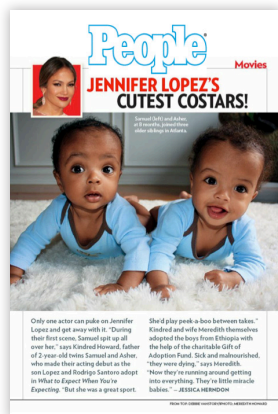 People
Movies
JENNIFER LOPEZ'S
CUTEST COSTARS!
Samuel (left) and Asher,
at 8 months, joined three
older siblings in Atlanta.
Only one actor can puke on Jennifer
Lopez and get away with it. "During
their first scene, Samuel spit up all
over her," says Kindred Howard, father
of 2-year-old twins Samuel and Asher,
who made their acting debut as the
son Lopez and Rodrigo Santoro adopt
in What to Expect When You're
Expecting. "But she was a great sport.
She'd play peek-a-boo between takes."
Kindred and wife Meredith themselves
adopted the boys from Ethiopia with
the help of the charitable Gift of
Adoption Fund. Sick and malnourished,
"they were dying," says Meredith.
"Now they're running around getting
into everything. They're little miracle
babies." – JESSICA HERNDON